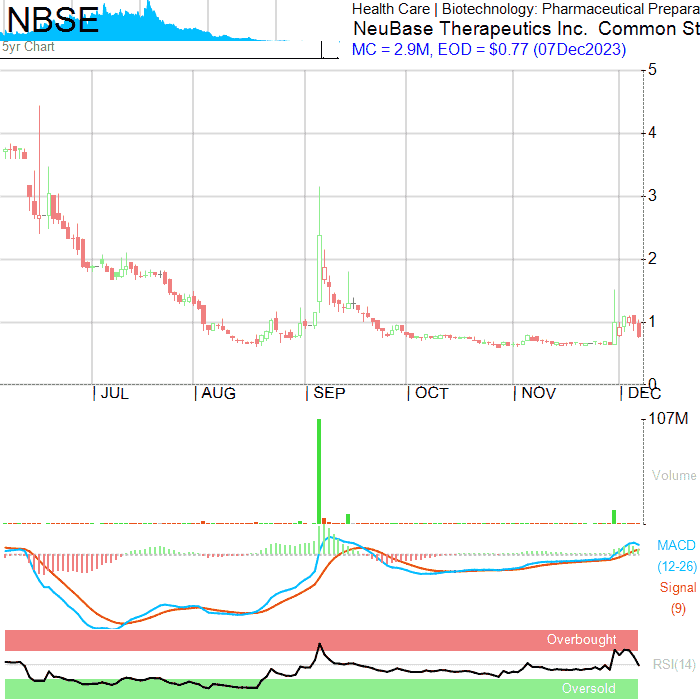 NBSE
5yr Chart
Health Care | Biotechnology: Pharmaceutical Prepara
NeuBase Therapeutics Inc. Common St
MC = 2.9M, EOD = $0.77 (07Dec2023)
5
4
3
2
1
0
JUL AUG SEP OCT NOV DEC
107M
Volume
MACD
(12-26)
Signal
(9)
Overbought
RSI(14)
Oversold